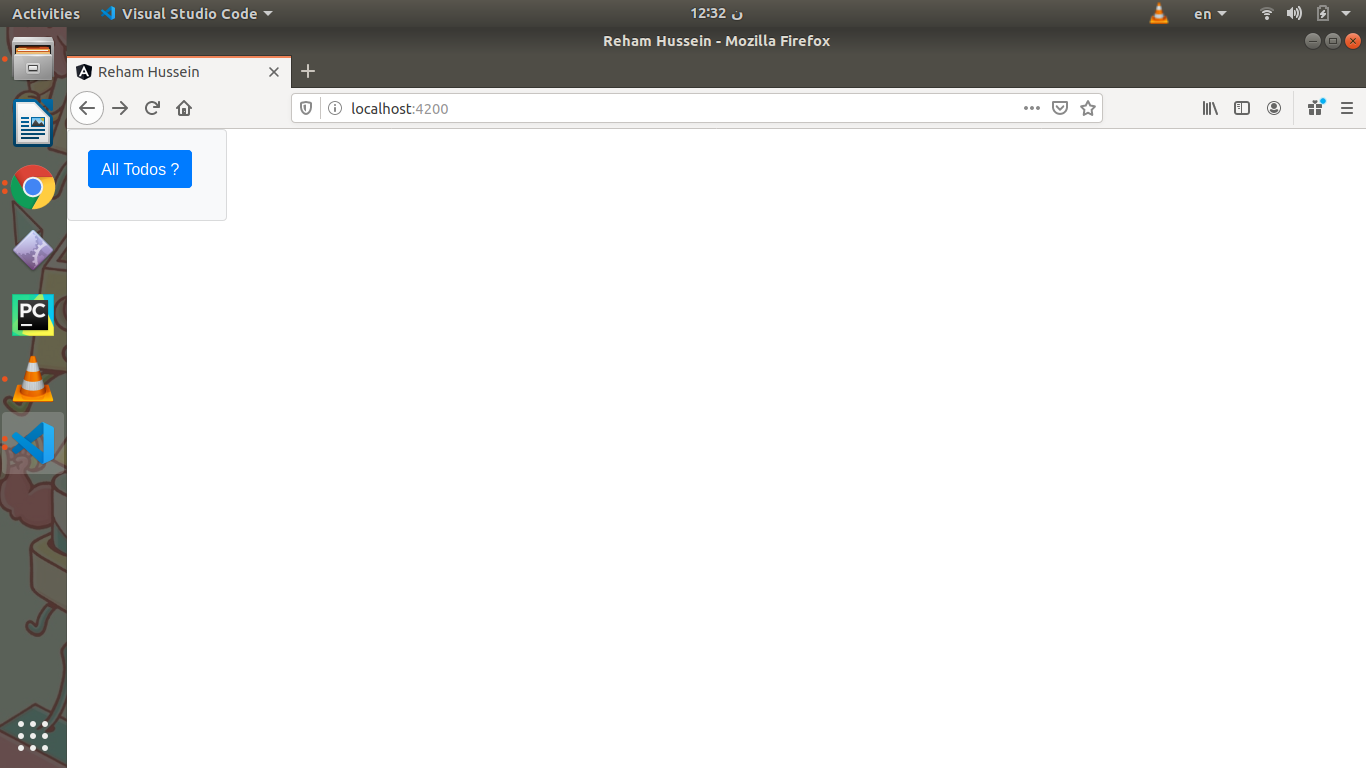 Activities
Visual Studio Code
12:32 ن
en
Reham Hussein - Mozilla Firefox
Reham Hussein
localhost:4200
All Todos ?
PC